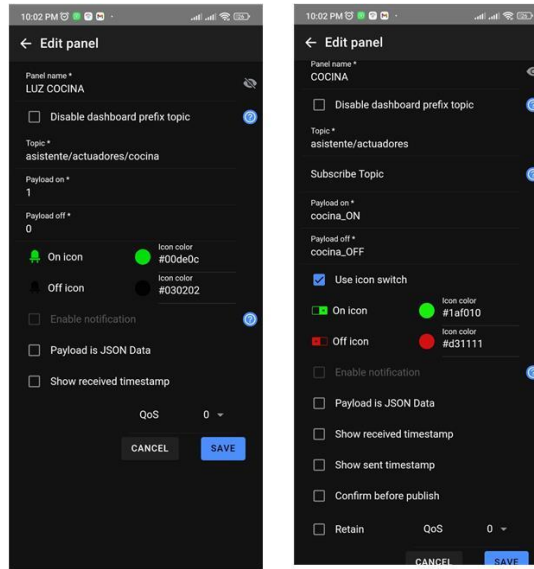 10:02 PM
Edit panel
Panel name *
LUZ COCINA
Disable dashboard prefix topic
Topic *
asistente/actuadores/cocina
Payload on *
1
Payload off *
0
On icon
Icon color
#00de0c
Off icon
Icon color
#030202
Enable notification
Payload is JSON Data
Show received timestamp
QoS 0
CANCEL SAVE
10:02 PM
Edit panel
Panel name *
COCINA
Disable dashboard prefix topic
Topic *
asistente/actuadores
Subscribe Topic
Payload on *
cocina_ON
Payload off *
cocina_OFF
Use icon switch
On icon
Icon color
#1af010
Off icon
Icon color
#d31111
Enable notification
Payload is JSON Data
Show received timestamp
Show sent timestamp
Confirm before publish
Retain QoS 0
CANCEL SAVE